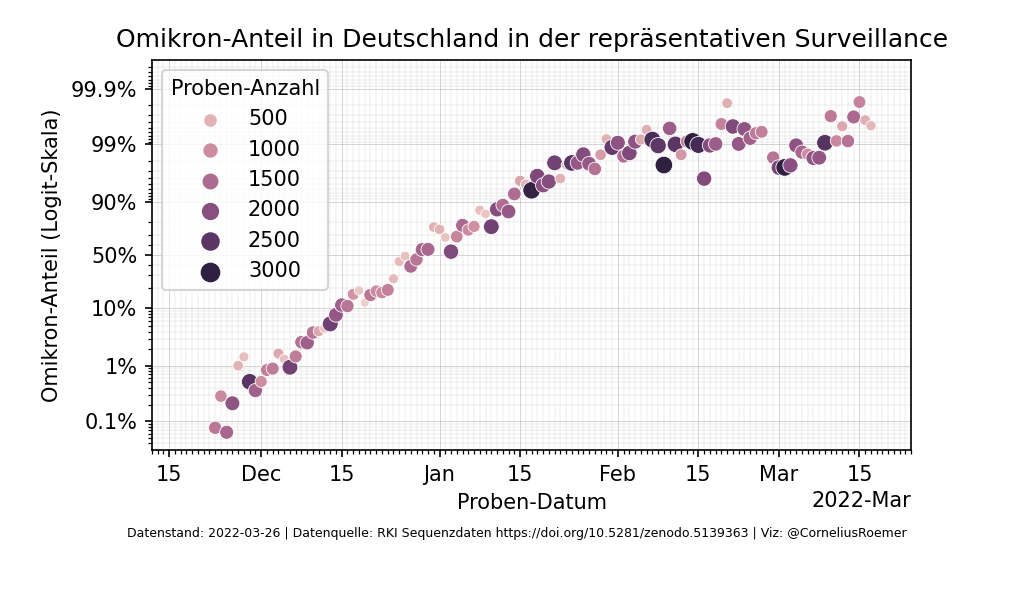 Omikron-Anteil in Deutschland in der repräsentativen Surveillance
Omikron-Anteil (Logit-Skala)
99.9%
99%
90%
50%
10%
1%
0.1%
Proben-Anzahl
500
1000
1500
2000
2500
3000
15 Dec 15 Jan 15 Feb 15 Mar 15
Proben-Datum
2022-Mar
Datenstand: 2022-03-26 | Datenquelle: RKI Sequenzdaten https://doi.org/10.5281/zenodo.5139363 | Viz: @CorneliusRoemer